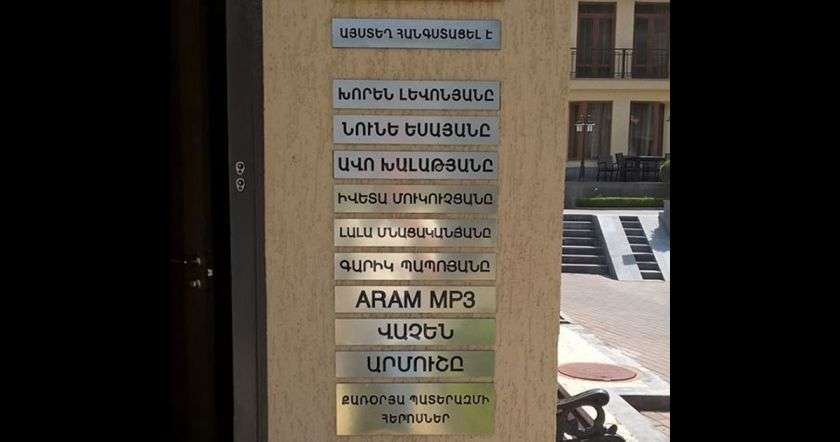 ԱՅՍՏԵՂ ՀԱՆԳՍՏԱՑԵԼ Է
ԽՈՐԵՆ ԼԵՎՈՆՅԱՆԸ
ՆՈՒՆԵ ԵՍԱՅԱՆԸ
ԱՎՈ ԽԱԼԱԹՅԱՆԸ
ԻՎԵՏԱ ՄՈՒԿՈՒՉՅԱՆԸ
ԼԱԼԱ ՄՆԱՑԱԿԱՆՅԱՆԸ
ԳԱՐԻԿ ՊԱՊՈՅԱՆԸ
ARAM MP3
ՎԱՉԵՆ
ԱՐՄՈՒՇԸ
ՔԱՌՕՐՅԱ ՊԱՏԵՐԱԶՄԻ
ՀԵՐՈՍՆԵՐ